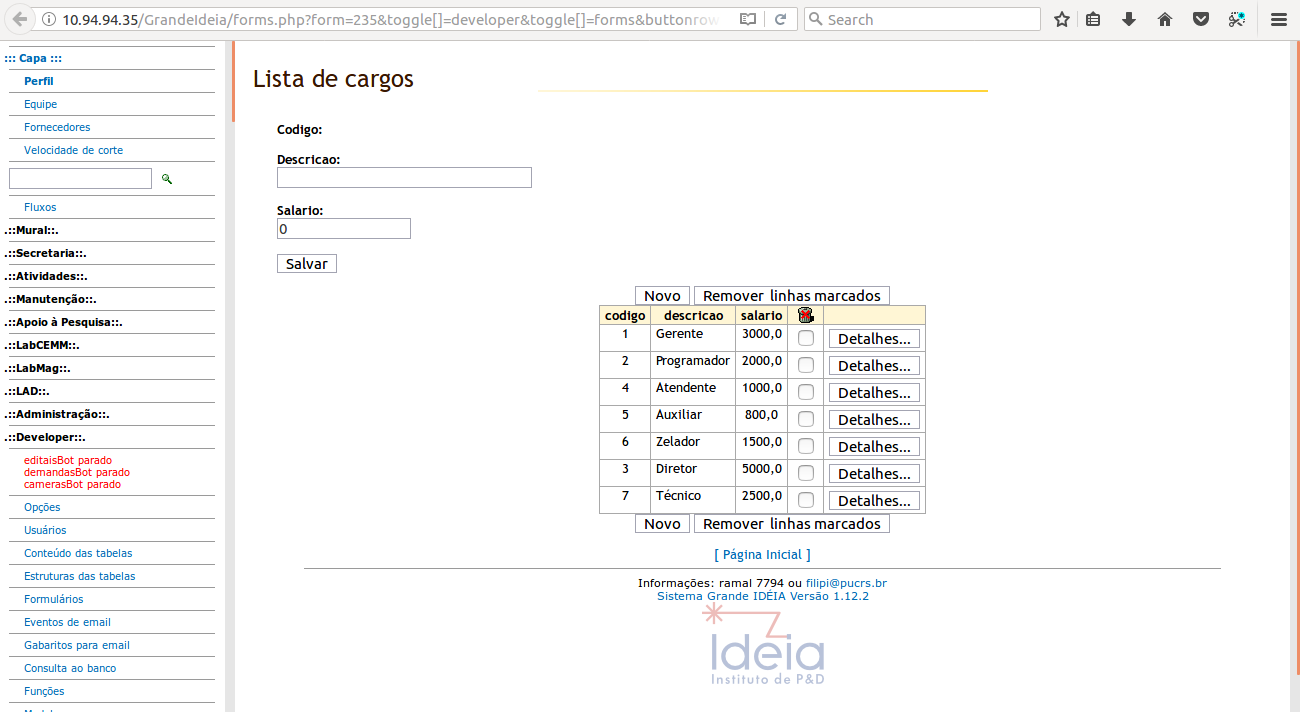 10.94.94.35/GrandeIdeia/forms.php?form=235&toggle[]=developer&toggle[]=forms&buttonrow
Search
::: Capa :::
Perfil
Equipe
Fornecedores
Velocidade de corte
Fluxos
.::Mural::.
.::Secretaria::.
.::Atividades::.
.::Manutenção::.
.::Apoio à Pesquisa::.
.::LabCEMM::.
.::LabMag::.
.::LAD::.
.::Administração::.
.::Developer::.
editaisBot parado
demandasBot parado
camerasBot parado
Opções
Usuários
Conteúdo das tabelas
Estruturas das tabelas
Formulários
Eventos de email
Gabaritos para email
Consulta ao banco
Funções
Lista de cargos
Codigo:
Descricao:
Salario:
0
Salvar
Novo Remover linhas marcados
codigo descricao salario
1 Gerente 3000,0 Detalhes...
2 Programador 2000,0 Detalhes...
4 Atendente 1000,0 Detalhes...
5 Auxiliar 800,0 Detalhes...
6 Zelador 1500,0 Detalhes...
3 Diretor 5000,0 Detalhes...
7 Técnico 2500,0 Detalhes...
Novo Remover linhas marcados
[ Página Inicial ]
Informações: ramal 7794 ou filipi@pucrs.br
Sistema Grande IDÉIA Versão 1.12.2
Idéia
Instituto de P&D